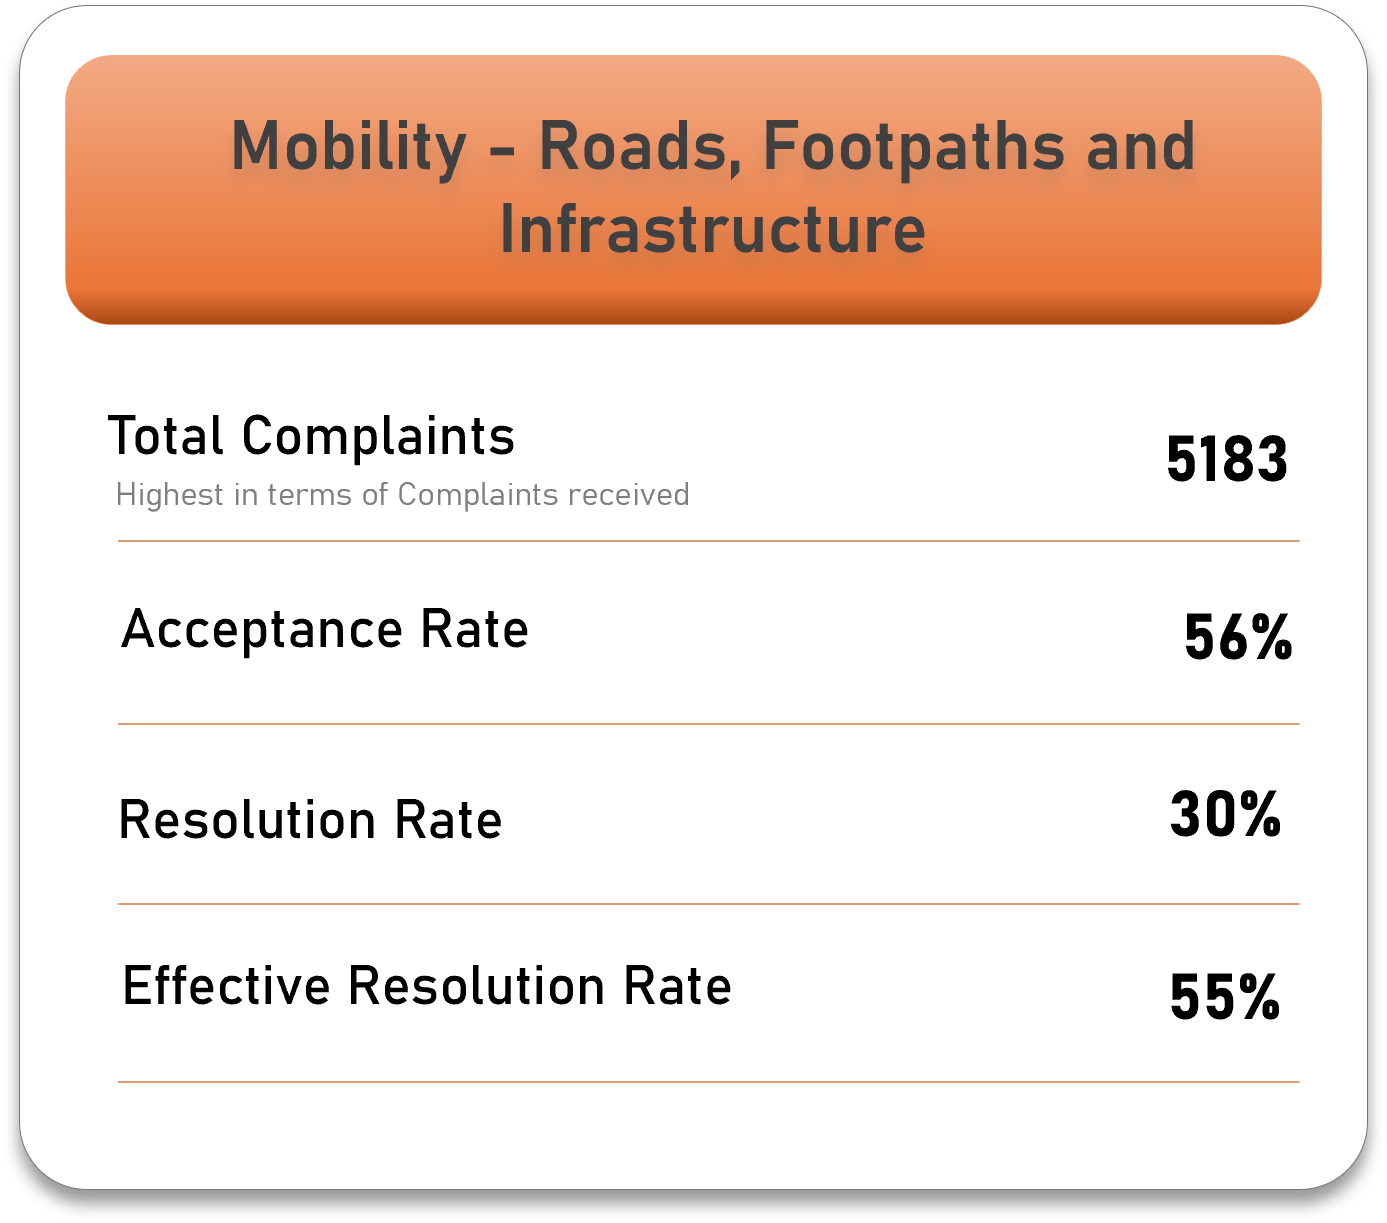 Mobility - Roads, Footpaths and
Infrastructure
Total Complaints
5183
Highest in terms of Complaints received
Acceptance Rate
56%
Resolution Rate
30%
Effective Resolution Rate
55%